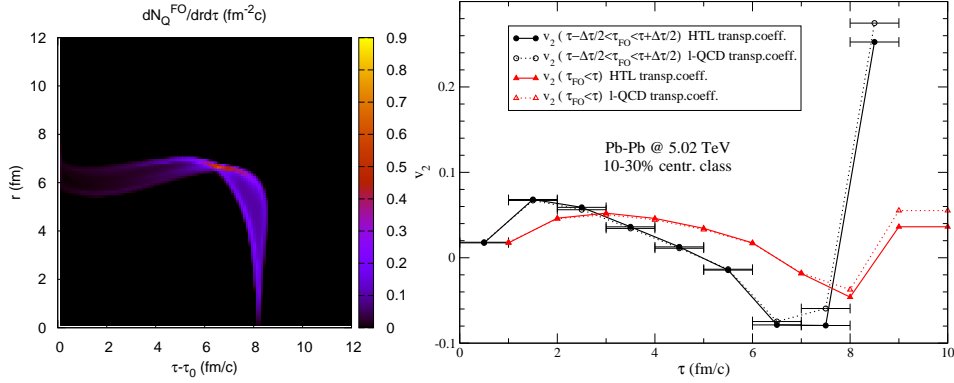 dN_Q^FO/drdτ (fm^-2c)
12
10
8
6
4
2
0
r (fm)
0 2 4 6 8 10 12
τ-τ_0 (fm/c)
0.9
0.8
0.7
0.6
0.5
0.4
0.3
0.2
0.1
0
v_2 ( τ−Δτ/2<τ_FO<τ+Δτ/2) HTL transp.coeff.
v_2 ( τ−Δτ/2<τ_FO<τ+Δτ/2) l-QCD transp.coeff.
v_2 ( τ_FO<τ) HTL transp.coeff.
v_2 ( τ_FO<τ) l-QCD transp.coeff.
Pb-Pb @ 5.02 TeV
10-30% centr. class
v_2
0.2
0.1
0
-0.1
0 2 4 6 8 10
τ (fm/c)